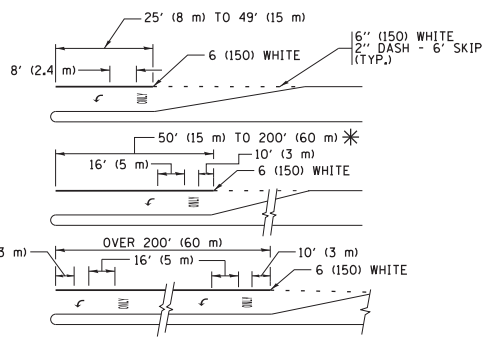 25' (8 m) TO 49' (15 m)
6 (150) WHITE
6" (150) WHITE
2" DASH - 6' SKIP
(TYP.)
8' (2.4 m)
ONLY
50' (15 m) TO 200' (60 m) ✳
16' (5 m)
10' (3 m)
6 (150) WHITE
ONLY
OVER 200' (60 m)
3 m)
16' (5 m)
10' (3 m)
6 (150) WHITE
ONLY
ONLY